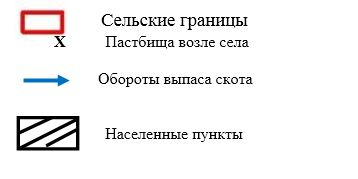 Сельские границы
X Пастбища возле села
Обороты выпаса скота
Населенные пункты